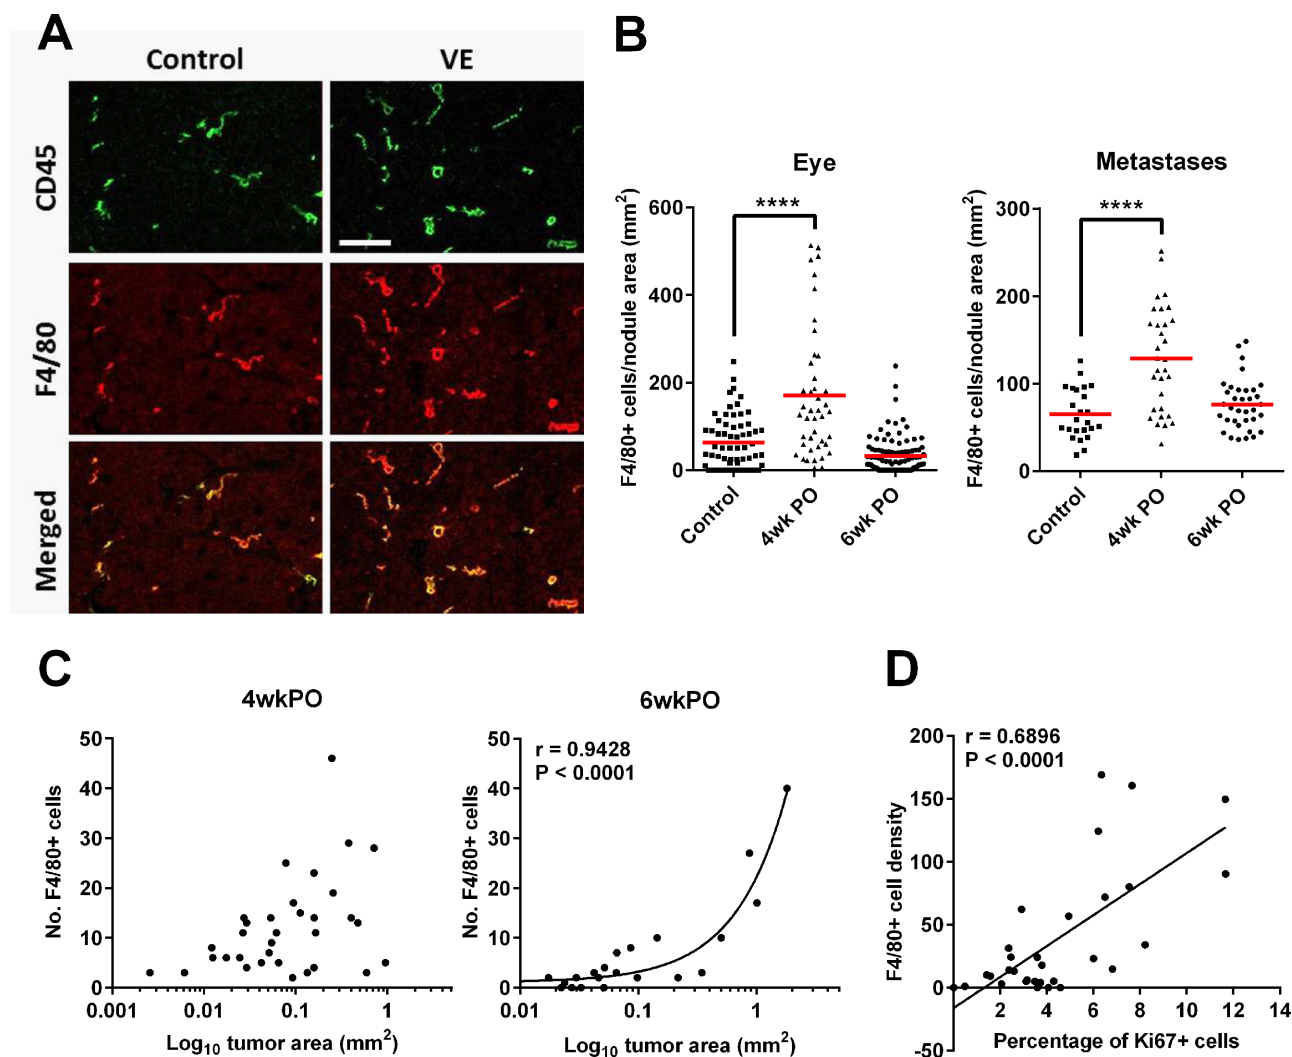 A
Control
VE
CD45
F4/80
Merged
B
Eye
F4/80+ cells/nodule area (mm2)
600
400
200
0
****
Control
4wk PO
6wk PO
Metastases
F4/80+ cells/nodule area (mm2)
300
200
100
0
****
Control
4wk PO
6wk PO
C
4wkPO
No. F4/80+ cells
50
40
30
20
10
0
0.001
0.01
0.1
1
Log10 tumor area (mm2)
6wkPO
r = 0.9428
P < 0.0001
No. F4/80+ cells
50
40
30
20
10
0
0.01
0.1
1
Log10 tumor area (mm2)
D
r = 0.6896
P < 0.0001
F4/80+ cell density
200
150
100
50
0
-50
0
2
4
6
8
10
12
14
Percentage of Ki67+ cells